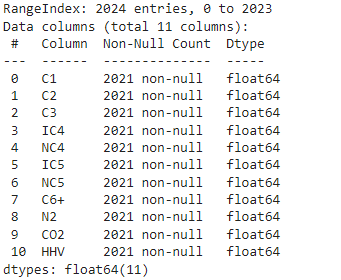 RangeIndex: 2024 entries, 0 to 2023
Data columns (total 11 columns):
 #   Column  Non-Null Count  Dtype
---  ------  --------------  -----
 0   C1      2021 non-null   float64
 1   C2      2021 non-null   float64
 2   C3      2021 non-null   float64
 3   IC4     2021 non-null   float64
 4   NC4     2021 non-null   float64
 5   IC5     2021 non-null   float64
 6   NC5     2021 non-null   float64
 7   C6+     2021 non-null   float64
 8   N2      2021 non-null   float64
 9   CO2     2021 non-null   float64
 10  HHV     2021 non-null   float64
dtypes: float64(11)